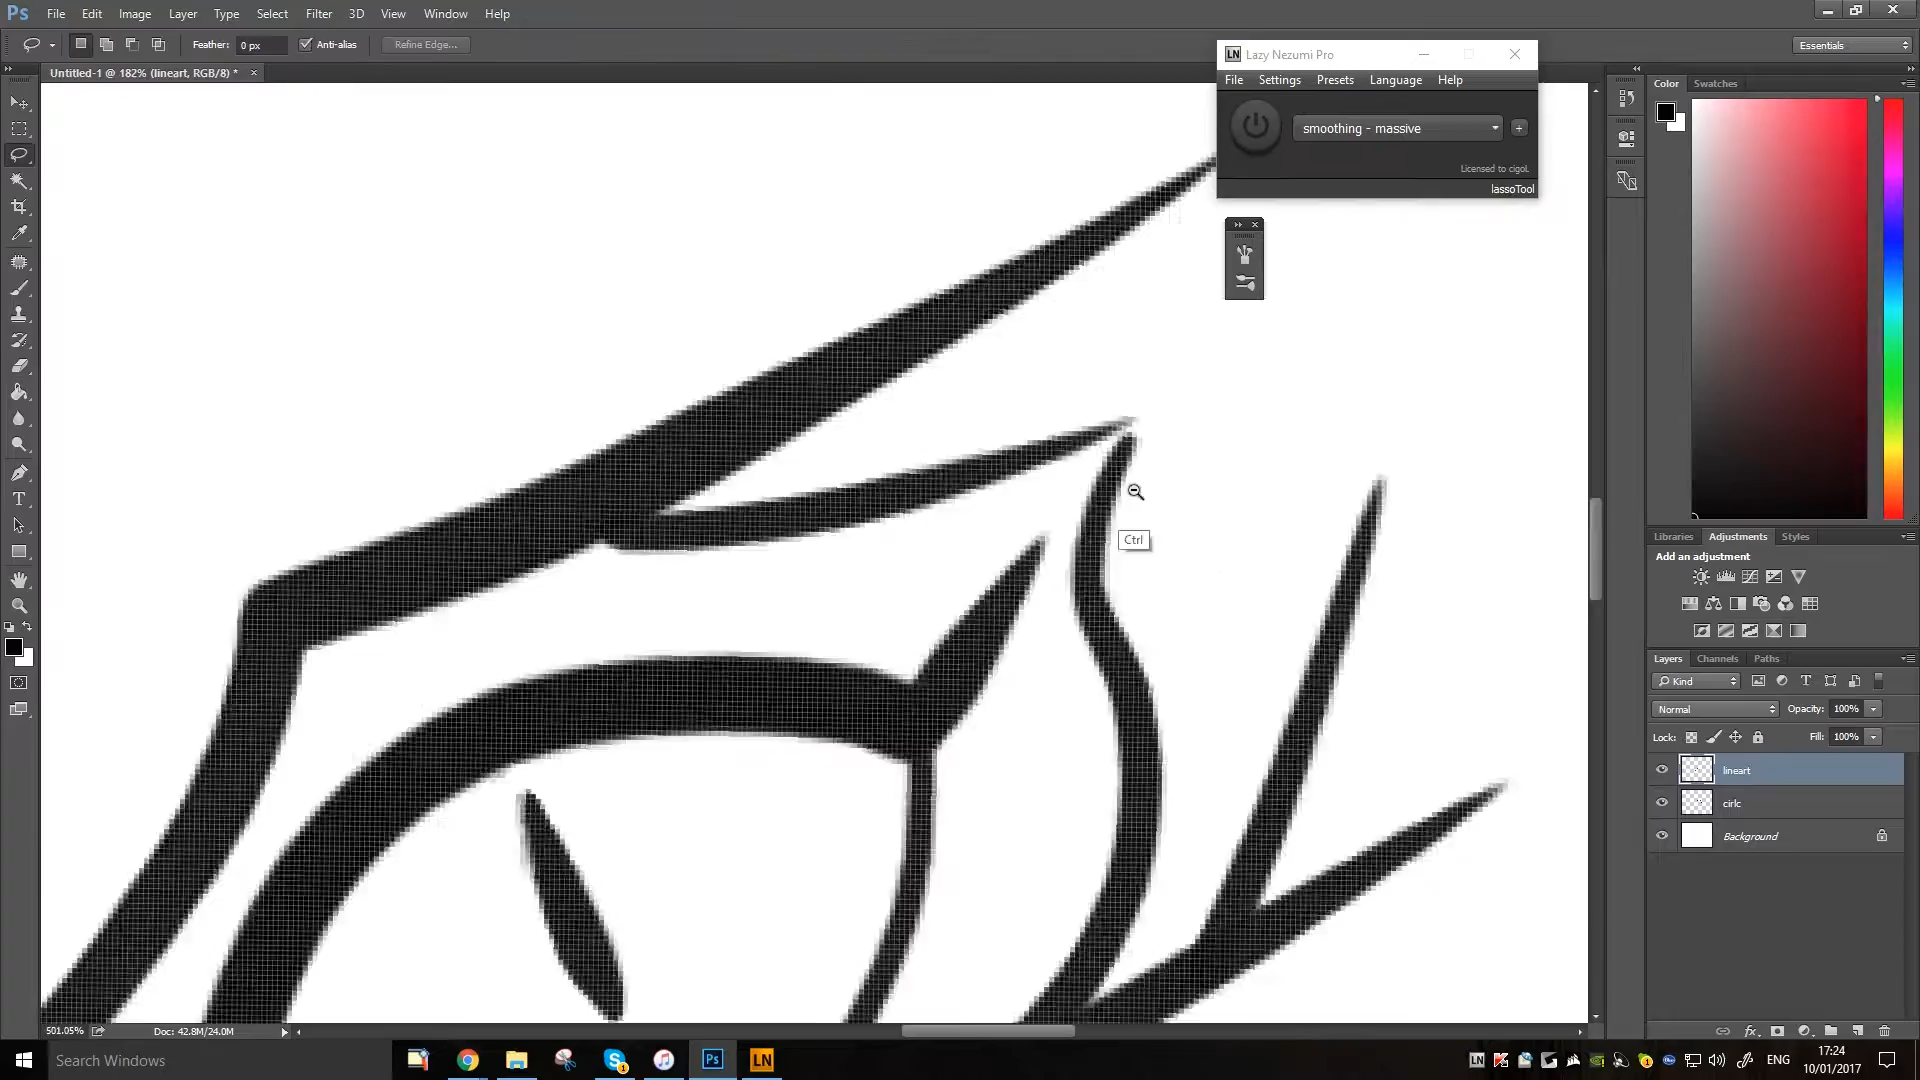 Ps File Edit Image Layer Type Select Filter 3D View Window Help
Feather: 0 px Anti-alias Refine Edge... Essentials
Untitled-1 @ 182% (lineart, RGB/8) *
LN Lazy Nezumi Pro
File Settings Presets Language Help
smoothing - massive
Licensed to cigol.
lassoTool
Color Swatches
Ctrl
Libraries Adjustments Styles
Add an adjustment
Layers Channels Paths
Kind
Normal Opacity: 100%
Lock: Fill: 100%
lineart
cirlc
Background
501.05% Doc: 42.8M/24.0M
Search Windows
Ps LN
LN ENG
17:24
10/01/2017